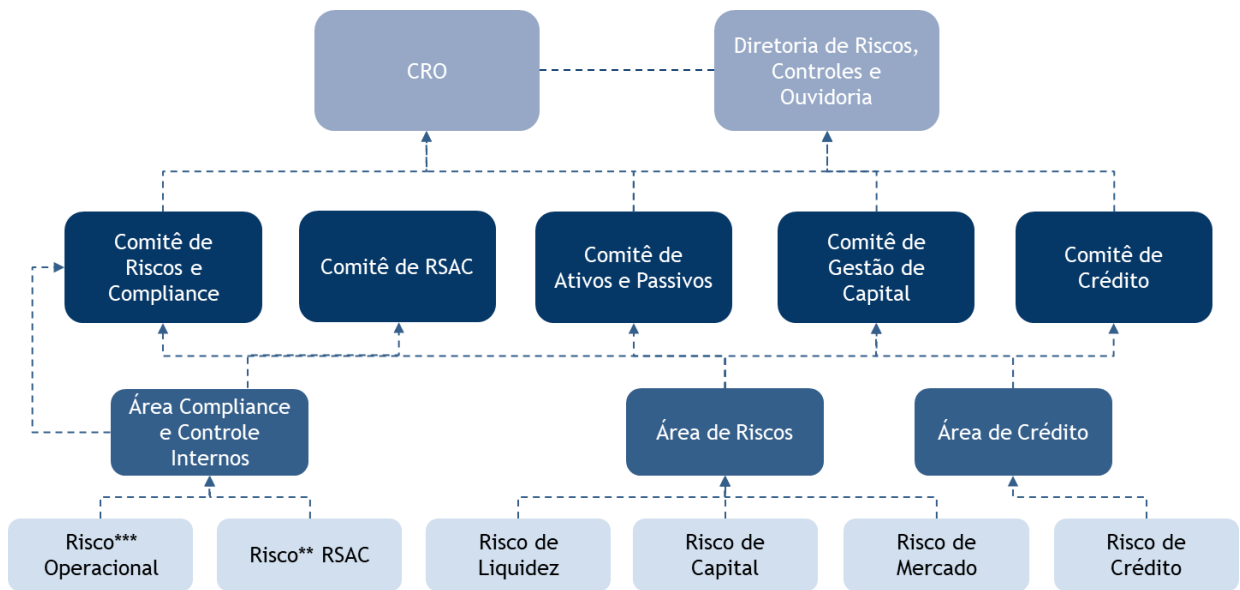 CRO
Diretoria de Riscos,
Controles e
Ouvidoria
Comitê de
Riscos e
Compliance
Comitê de RSAC
Comitê de
Ativos e Passivos
Comitê de
Gestão de
Capital
Comitê de
Crédito
Área Compliance
e Controle
Internos
Área de Riscos
Área de Crédito
Risco***
Operacional
Risco** RSAC
Risco de
Liquidez
Risco de
Capital
Risco de
Mercado
Risco de
Crédito